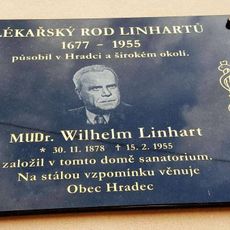 LÉKAŘSKÝ ROD LINHARTŮ
1677 - 1955
působil v Hradci a širokém okolí.
MUDr. Wilhelm Linhart
* 30. 11. 1878 † 15. 2. 1955
založil v tomto domě sanatorium.
Na stálou vzpomínku věnuje
Obec Hradec